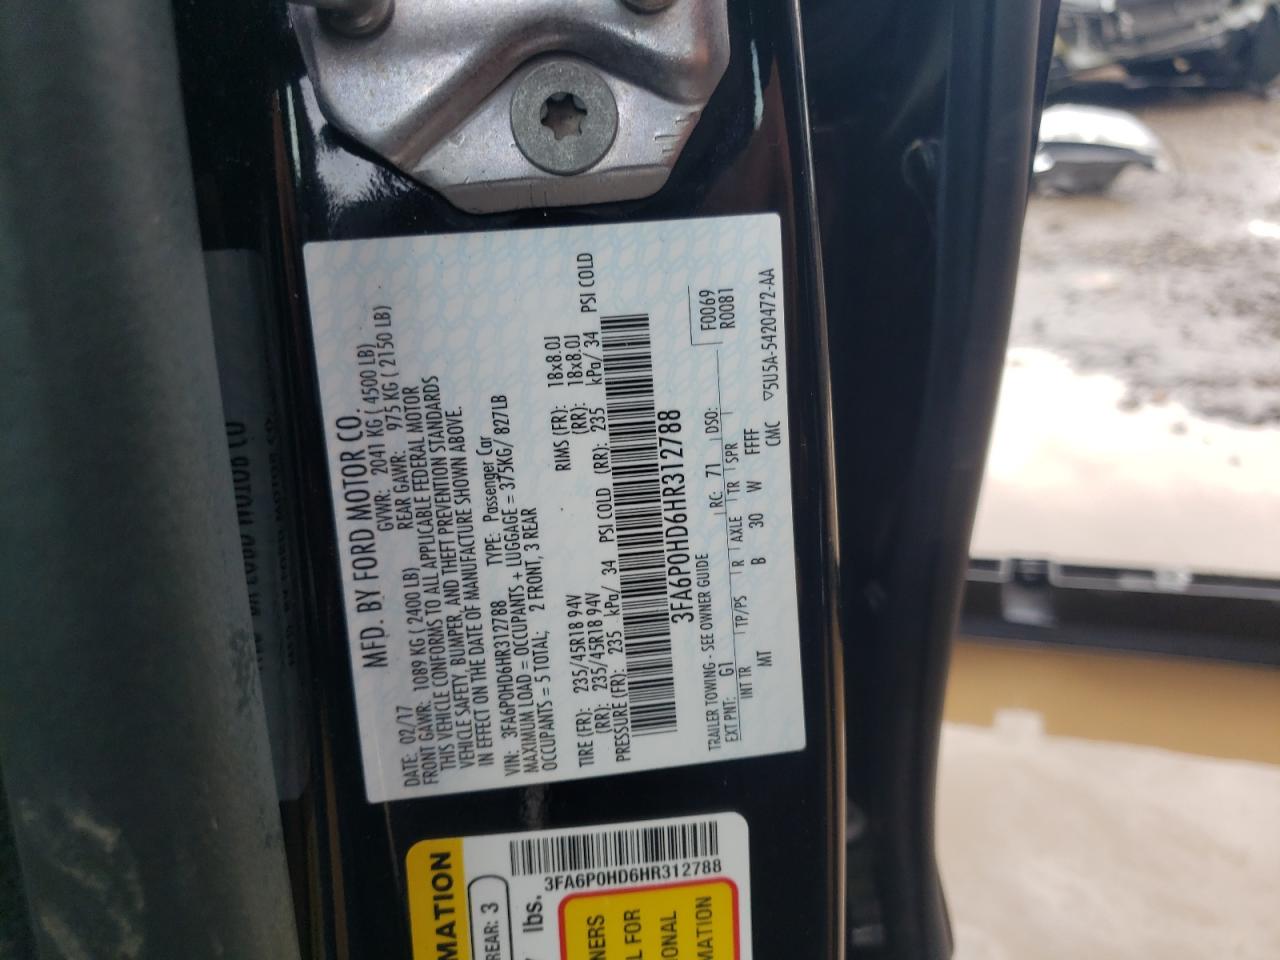 MFD. BY FORD MOTOR CO.
DATE: 02/17 GVWR: 2041 KG ( 4500 LB)
FRONT GAWR: 1089 KG ( 2400 LB) REAR GAWR: 975 KG ( 2150 LB)
THIS VEHICLE CONFORMS TO ALL APPLICABLE FEDERAL MOTOR
VEHICLE SAFETY, BUMPER, AND THEFT PREVENTION STANDARDS
IN EFFECT ON THE DATE OF MANUFACTURE SHOWN ABOVE.
VIN: 3FA6P0HD6HR312788 TYPE: Passenger Car
MAXIMUM LOAD = OCCUPANTS + LUGGAGE = 375KG/ 827LB
OCCUPANTS = 5 TOTAL; 2 FRONT, 3 REAR
TIRE (FR): 235/45R18 94V RIMS (FR): 18x8.0J
(RR): 235/45R18 94V (RR): 18x8.0J
PRESSURE (FR): 235 kPa/ 34 PSI COLD (RR): 235 kPa/ 34 PSI COLD
3FA6P0HD6HR312788
TRAILER TOWING - SEE OWNER GUIDE RC: 71 DSO: F0069
EXT PNT: G1 R0081
INT TR TP/PS R AXLE TR SPR
MT B 30 W FFFF
CMC ▽5U5A-5420472-AA
3FA6P0HD6HR312788
MATION
REAR: 3
lbs.
NERS
L FOR
ONAL
MATION